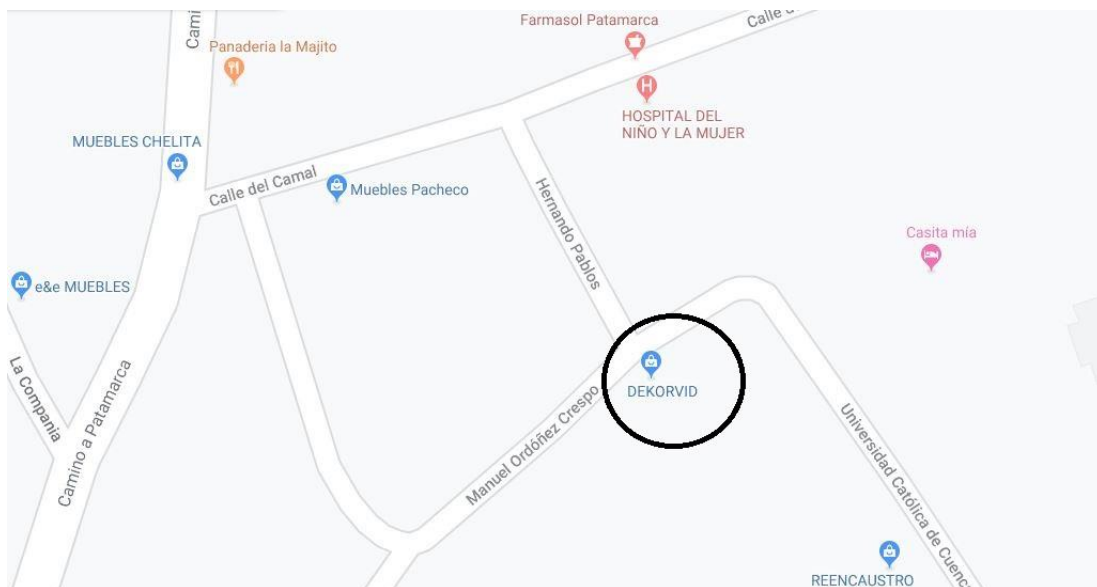 Farmasol Patamarca
Calle d
Cami
Panaderia la Majito
HOSPITAL DEL
NIÑO Y LA MUJER
MUEBLES CHELITA
Calle del Camal
Muebles Pacheco
Hernando Pablos
Casita mía
e&e MUEBLES
La Compania
Camino a Patamarca
DEKORVID
Manuel Ordóñez Crespo
Universidad Católica de Cuenc
REENCAUSTRO